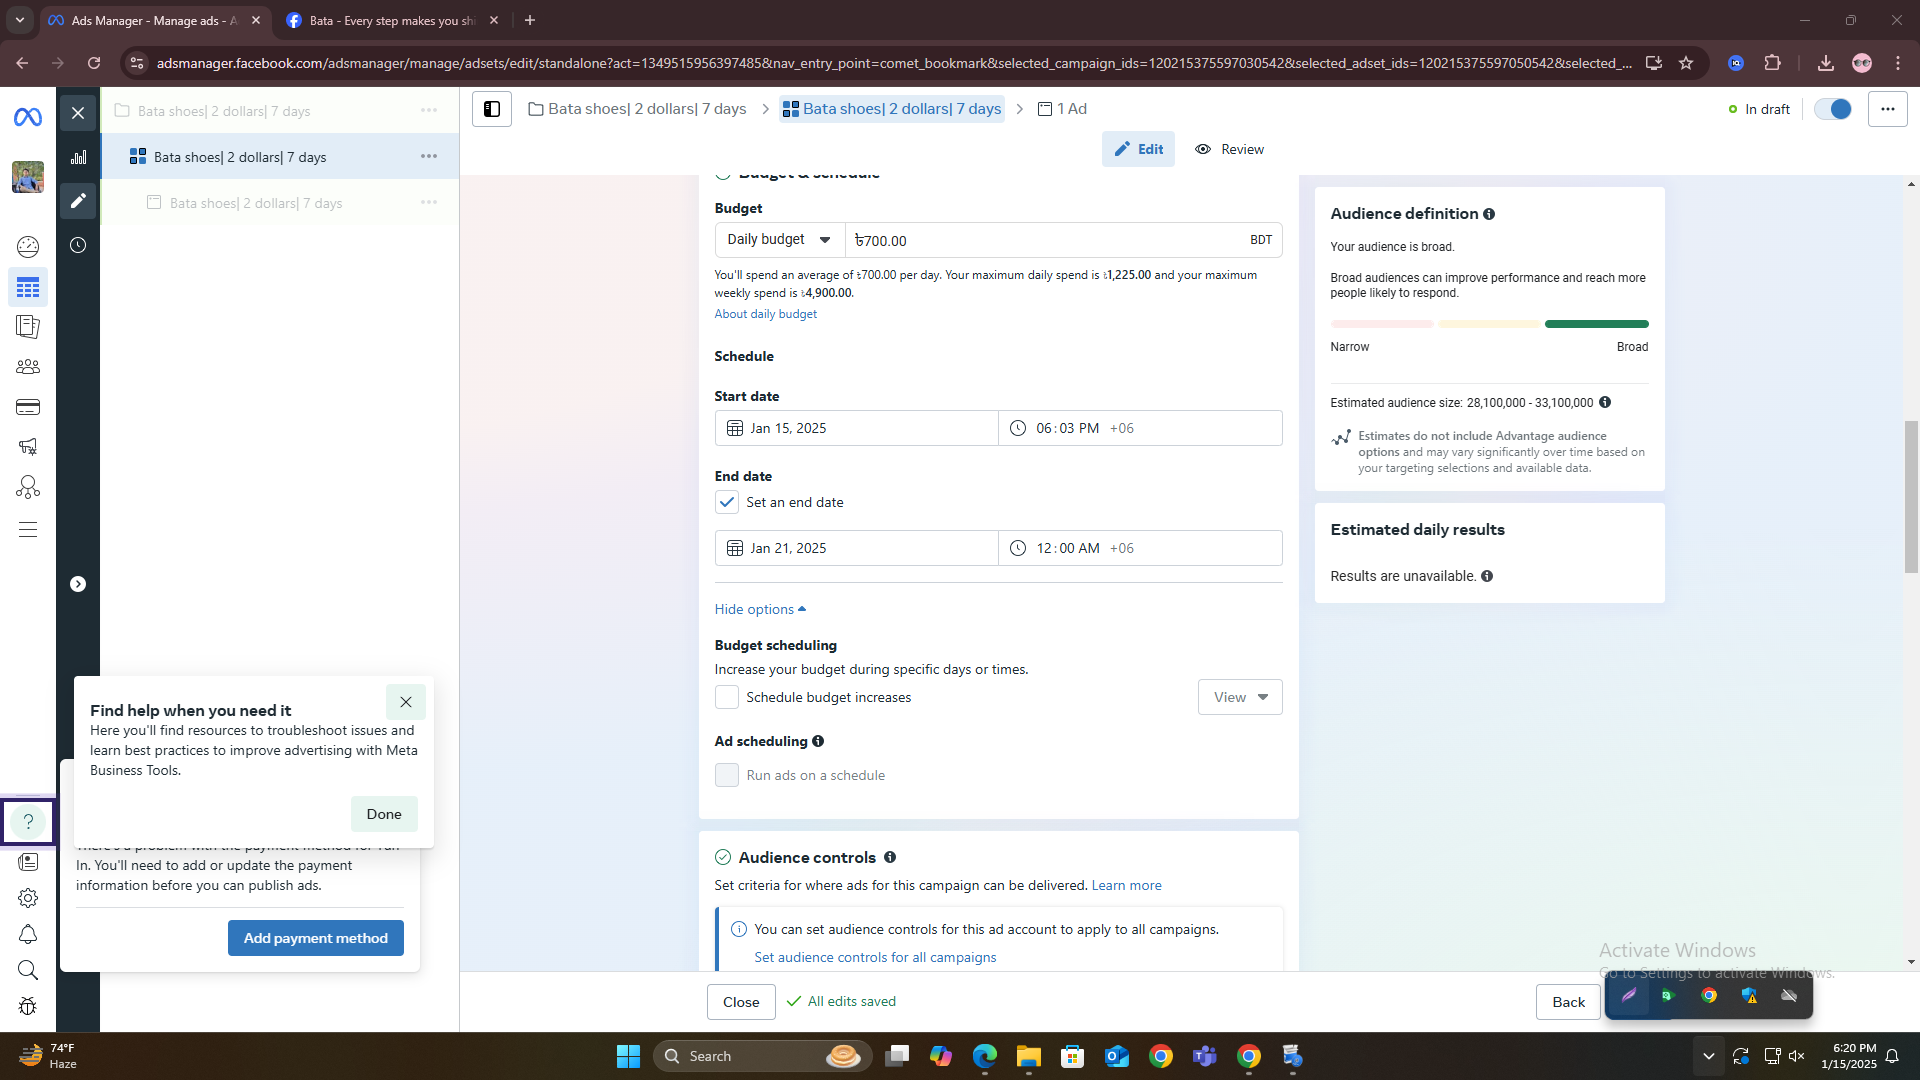 Ads Manager - Manage ads - A
Bata - Every step makes you shi
adsmanager.facebook.com/adsmanager/manage/adsets/edit/standalone?act=1349515956397485&nav_entry_point=comet_bookmark&selected_campaign_ids=120215375597030542&selected_adset_ids=120215375597050542&selected_...
Bata shoes| 2 dollars| 7 days
Bata shoes| 2 dollars| 7 days
Bata shoes| 2 dollars| 7 days
Bata shoes| 2 dollars| 7 days
Bata shoes| 2 dollars| 7 days
1 Ad
In draft
Edit
Review
Budget & schedule
Budget
Daily budget
৳700.00
BDT
You'll spend an average of ৳700.00 per day. Your maximum daily spend is ৳1,225.00 and your maximum
weekly spend is ৳4,900.00.
About daily budget
Schedule
Start date
Jan 15, 2025
06:03 PM +06
End date
Set an end date
Jan 21, 2025
12:00 AM +06
Hide options
Budget scheduling
Increase your budget during specific days or times.
Schedule budget increases
View
Ad scheduling
Run ads on a schedule
Audience controls
Set criteria for where ads for this campaign can be delivered. Learn more
You can set audience controls for this ad account to apply to all campaigns.
Set audience controls for all campaigns
Close
All edits saved
Back
Audience definition
Your audience is broad.
Broad audiences can improve performance and reach more
people likely to respond.
Narrow
Broad
Estimated audience size: 28,100,000 - 33,100,000
Estimates do not include Advantage audience
options and may vary significantly over time based on
your targeting selections and available data.
Estimated daily results
Results are unavailable.
Find help when you need it
Here you'll find resources to troubleshoot issues and
learn best practices to improve advertising with Meta
Business Tools.
Done
There's a problem with the payment method for
In. You'll need to add or update the payment
information before you can publish ads.
Add payment method
Activate Windows
Go to Settings to activate Windows.
74°F
Haze
Search
6:20 PM
1/15/2025